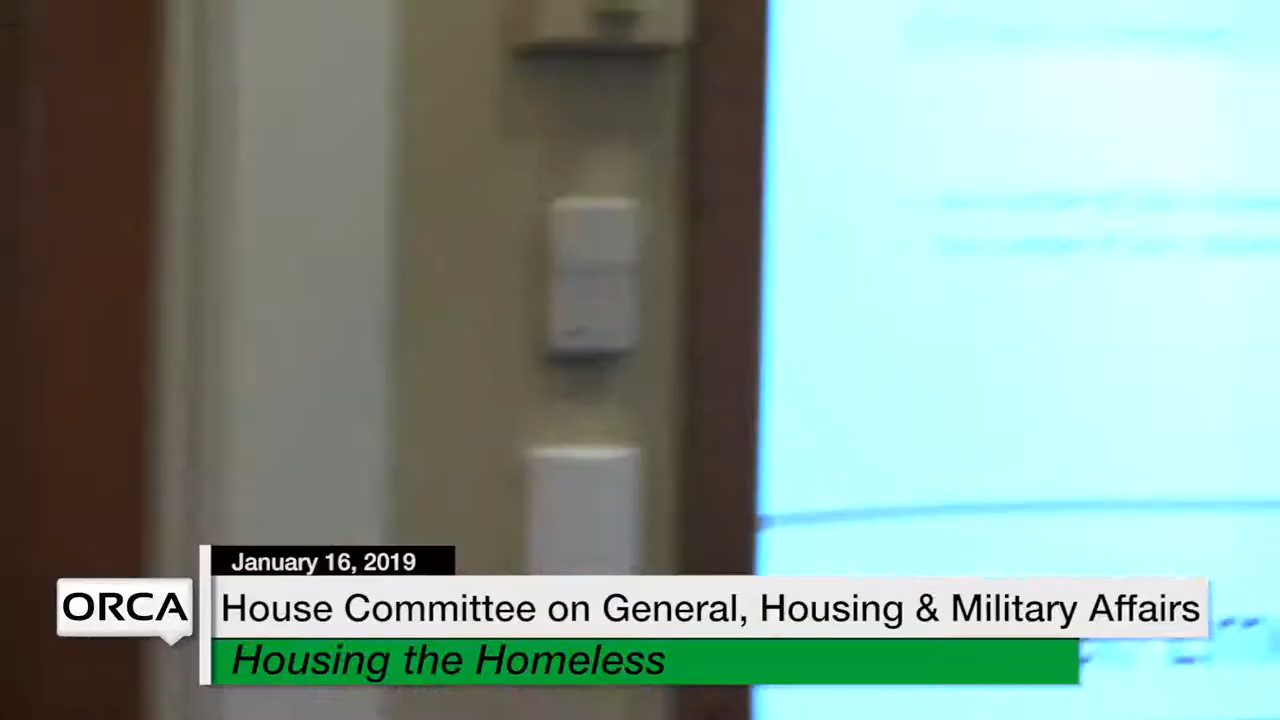 January 16, 2019
ORCA
House Committee on General, Housing & Military Affairs
Housing the Homeless